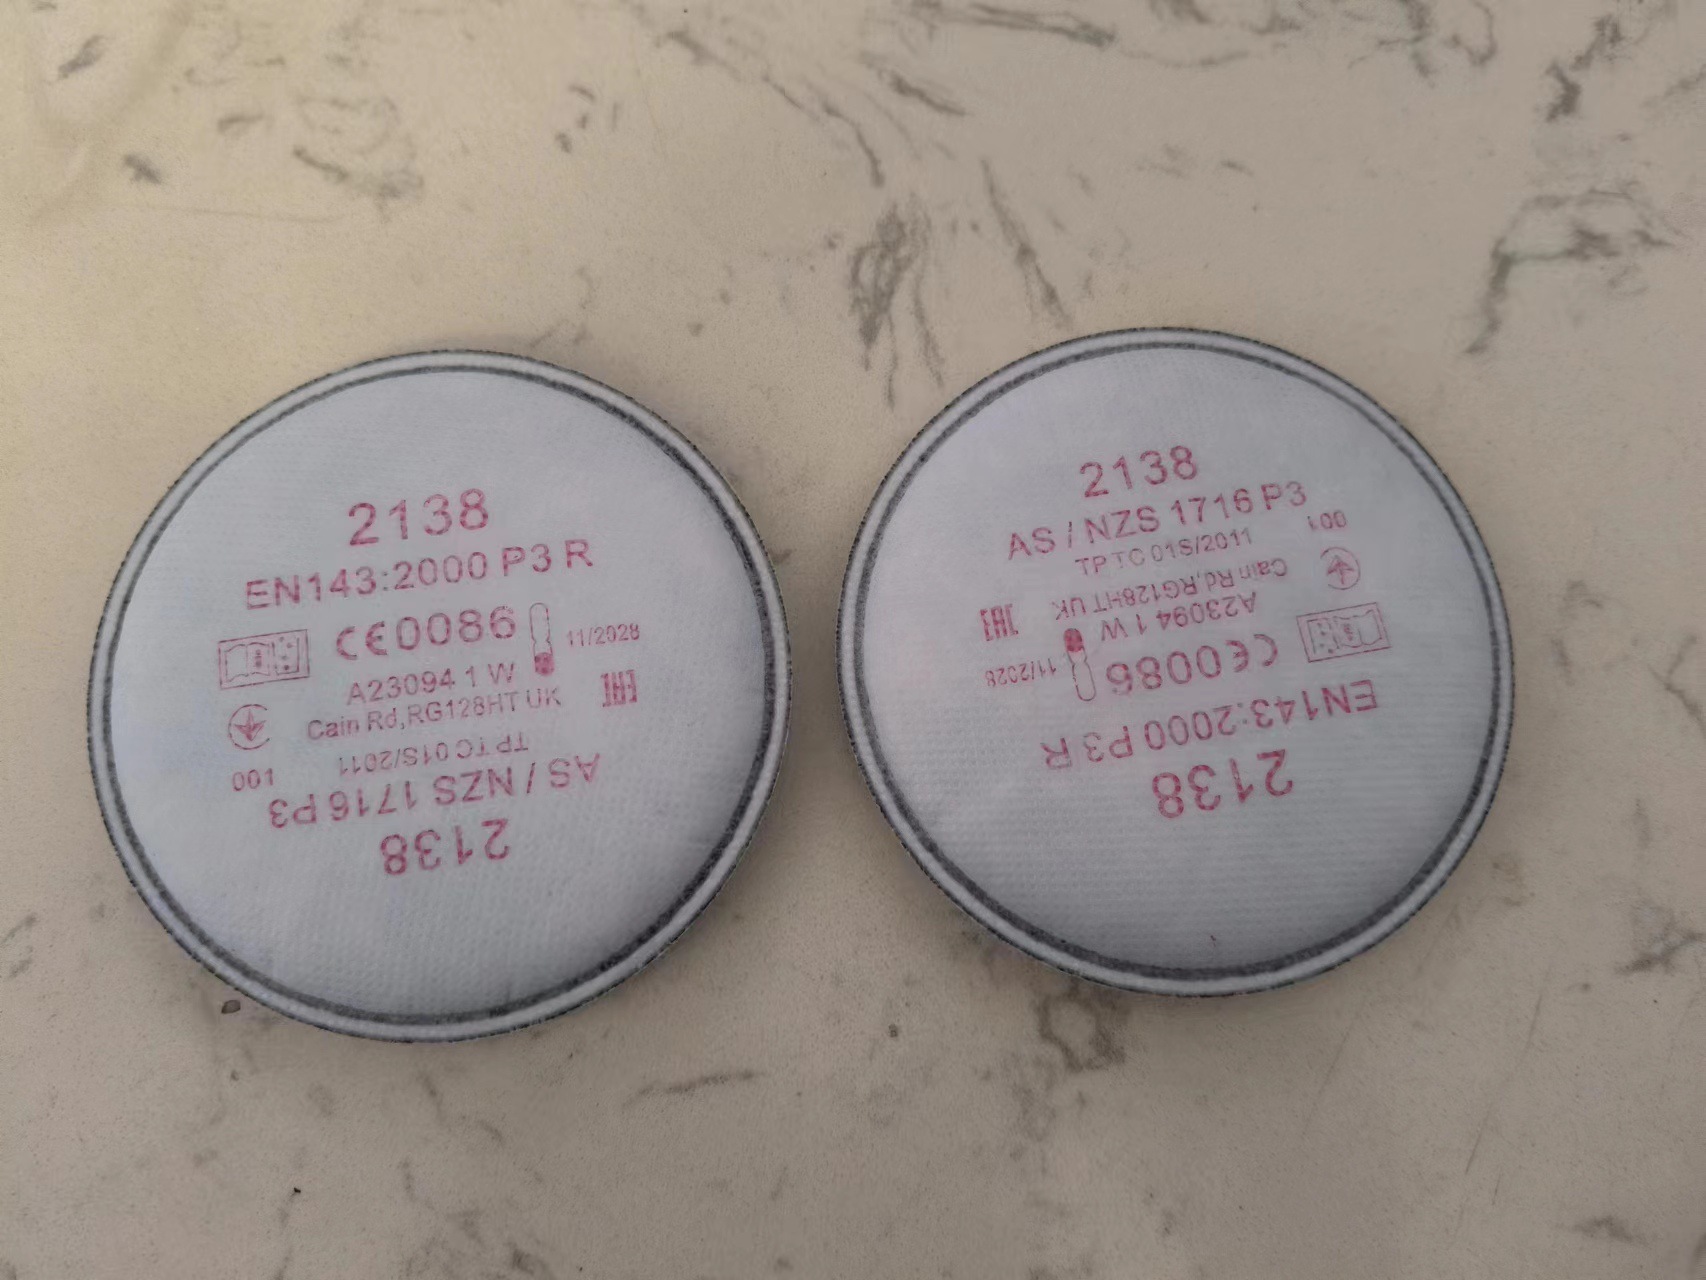 2138
EN143:2000 P3 R
CE0086
11/2028
A23094 1 W
EAC
Cain Rd,RG128HT UK
TP TC 019/2011
001
AS / NZS 1716 P3
2138
2138
AS / NZS 1716 P3
001
TP TC 019/2011
Cain Rd,RG128HT UK
EAC
A23094 1 W
11/2028
CE0086
EN143:2000 P3 R
2138